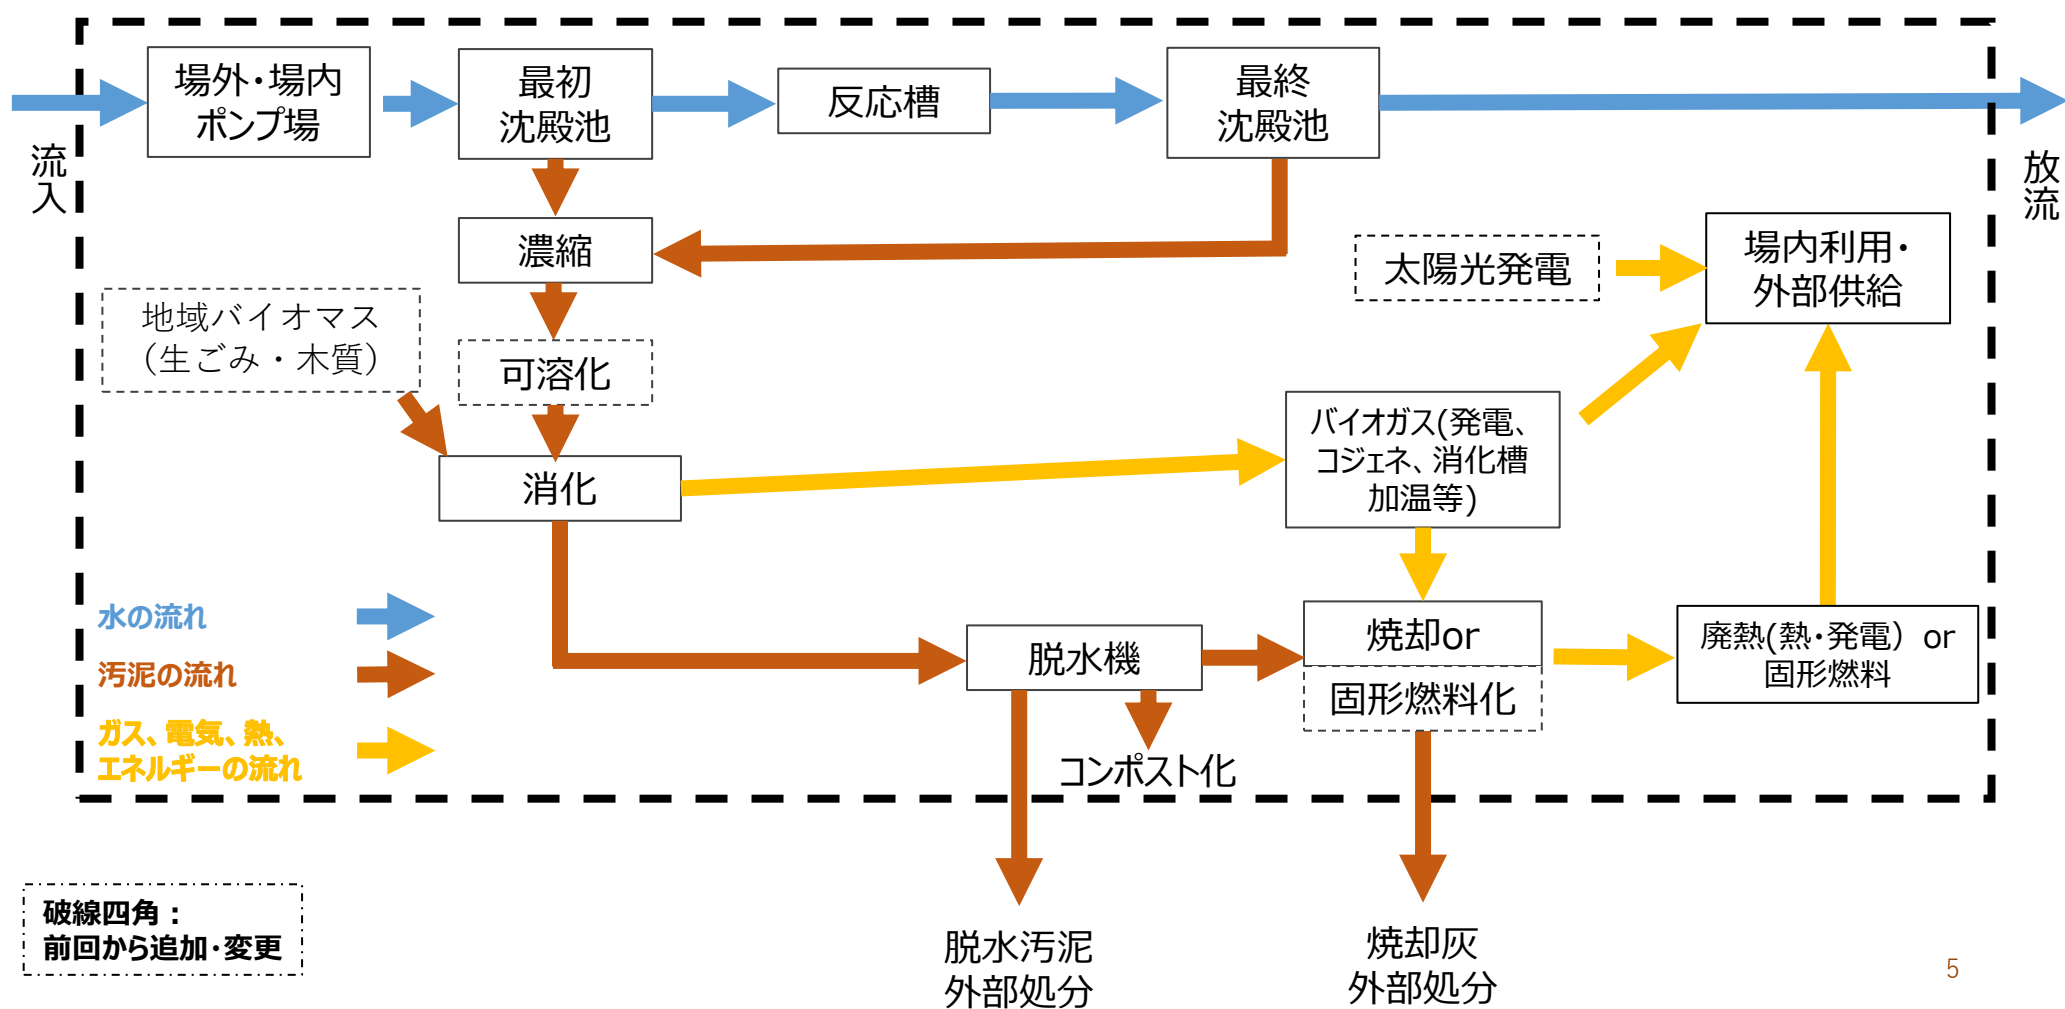 場外・場内
ポンプ場
最初
沈殿池
反応槽
最終
沈殿池
流入
放流
濃縮
太陽光発電
場内利用・
外部供給
地域バイオマス
（生ごみ・木質）
可溶化
バイオガス(発電、
コジェネ、消化槽
加温等)
消化
水の流れ
汚泥の流れ
ガス、電気、熱、
エネルギーの流れ
脱水機
焼却or
固形燃料化
廃熱(熱・発電）or
固形燃料
コンポスト化
破線四角：
前回から追加・変更
脱水汚泥
外部処分
焼却灰
外部処分
5